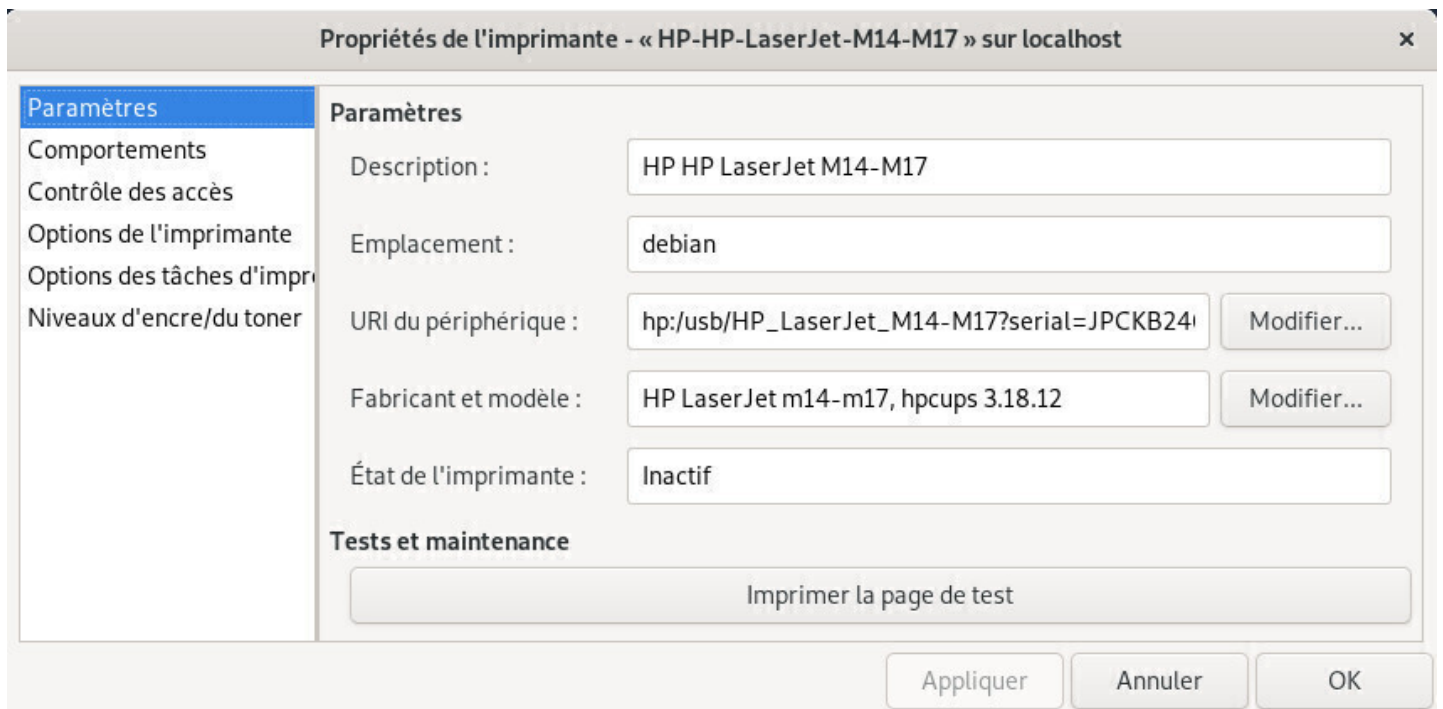 Propriétés de l'imprimante - « HP-HP-LaserJet-M14-M17 » sur localhost
Paramètres
Comportements
Contrôle des accès
Options de l'imprimante
Options des tâches d'impr
Niveaux d'encre/du toner
Paramètres
Description : HP HP LaserJet M14-M17
Emplacement : debian
URI du périphérique : hp:/usb/HP_LaserJet_M14-M17?serial=JPCKB24 Modifier...
Fabricant et modèle : HP LaserJet m14-m17, hpcups 3.18.12 Modifier...
État de l'imprimante : Inactif
Tests et maintenance
Imprimer la page de test
Appliquer Annuler OK